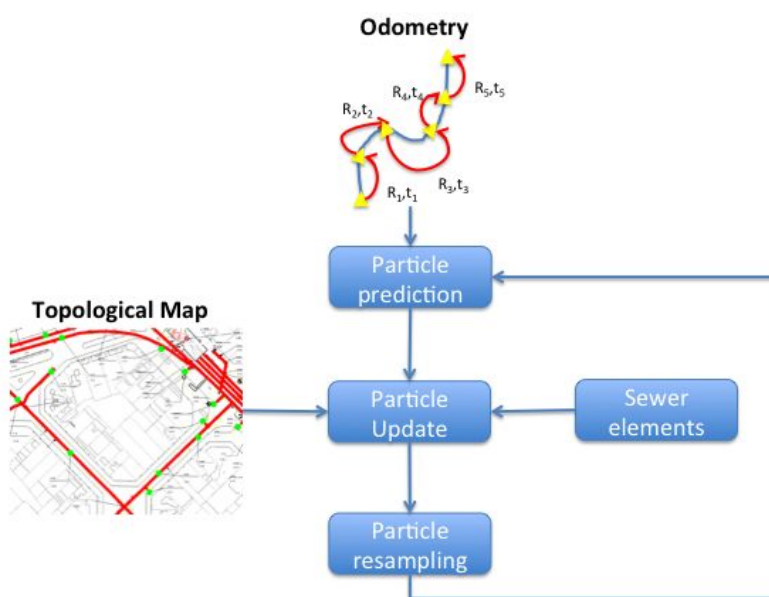 Odometry
R5,t5
R4,t4
R2,t2
R3,t3
R1,t1
Particle
prediction
Topological Map
Particle
Update
Sewer
elements
Particle
resampling